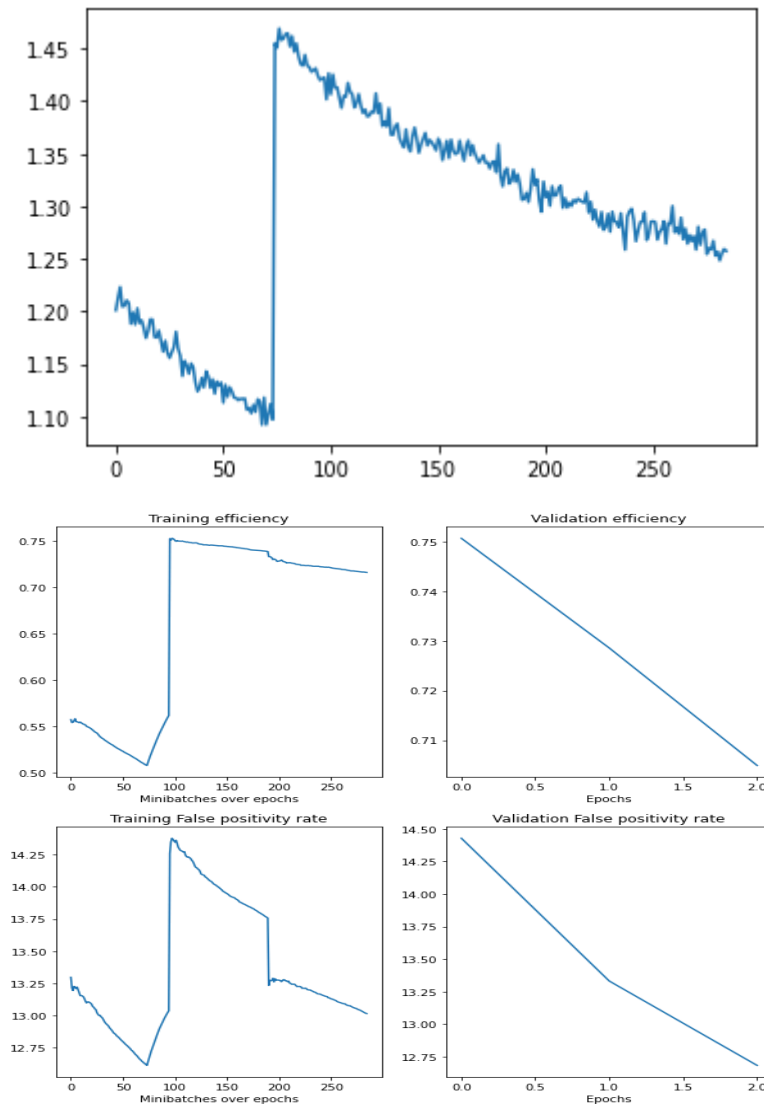 1.45
1.40
1.35
1.30
1.25
1.20
1.15
1.10
0 50 100 150 200 250
Training efficiency
0.75
0.70
0.65
0.60
0.55
0.50
0 50 100 150 200 250
Minibatches over epochs
Validation efficiency
0.75
0.74
0.73
0.72
0.71
0.0 0.5 1.0 1.5 2.0
Epochs
Training False positivity rate
14.25
14.00
13.75
13.50
13.25
13.00
12.75
0 50 100 150 200 250
Minibatches over epochs
Validation False positivity rate
14.50
14.25
14.00
13.75
13.50
13.25
13.00
12.75
0.0 0.5 1.0 1.5 2.0
Epochs